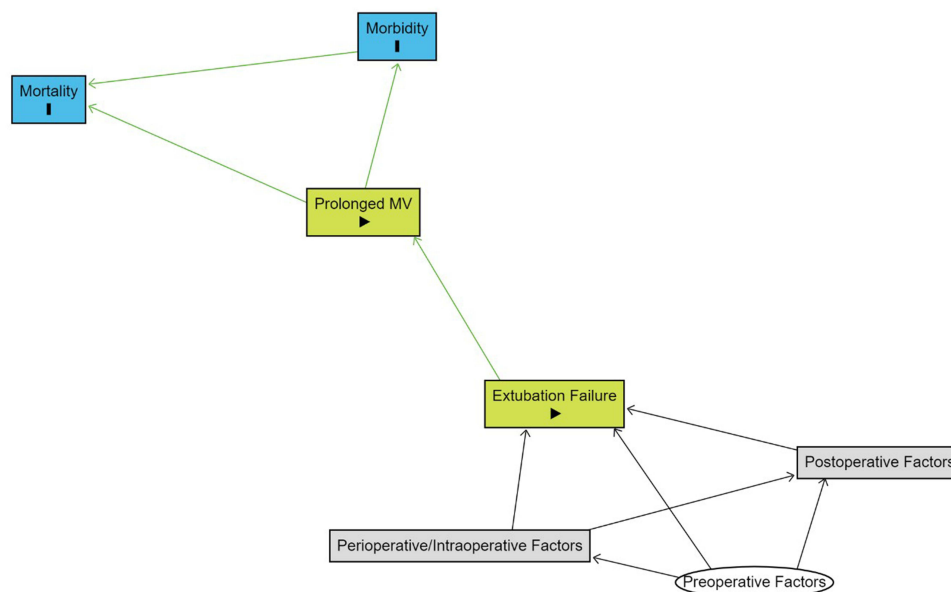 Morbidity
Mortality
Prolonged MV
Extubation Failure
Postoperative Factors
Perioperative/Intraoperative Factors
Preoperative Factors